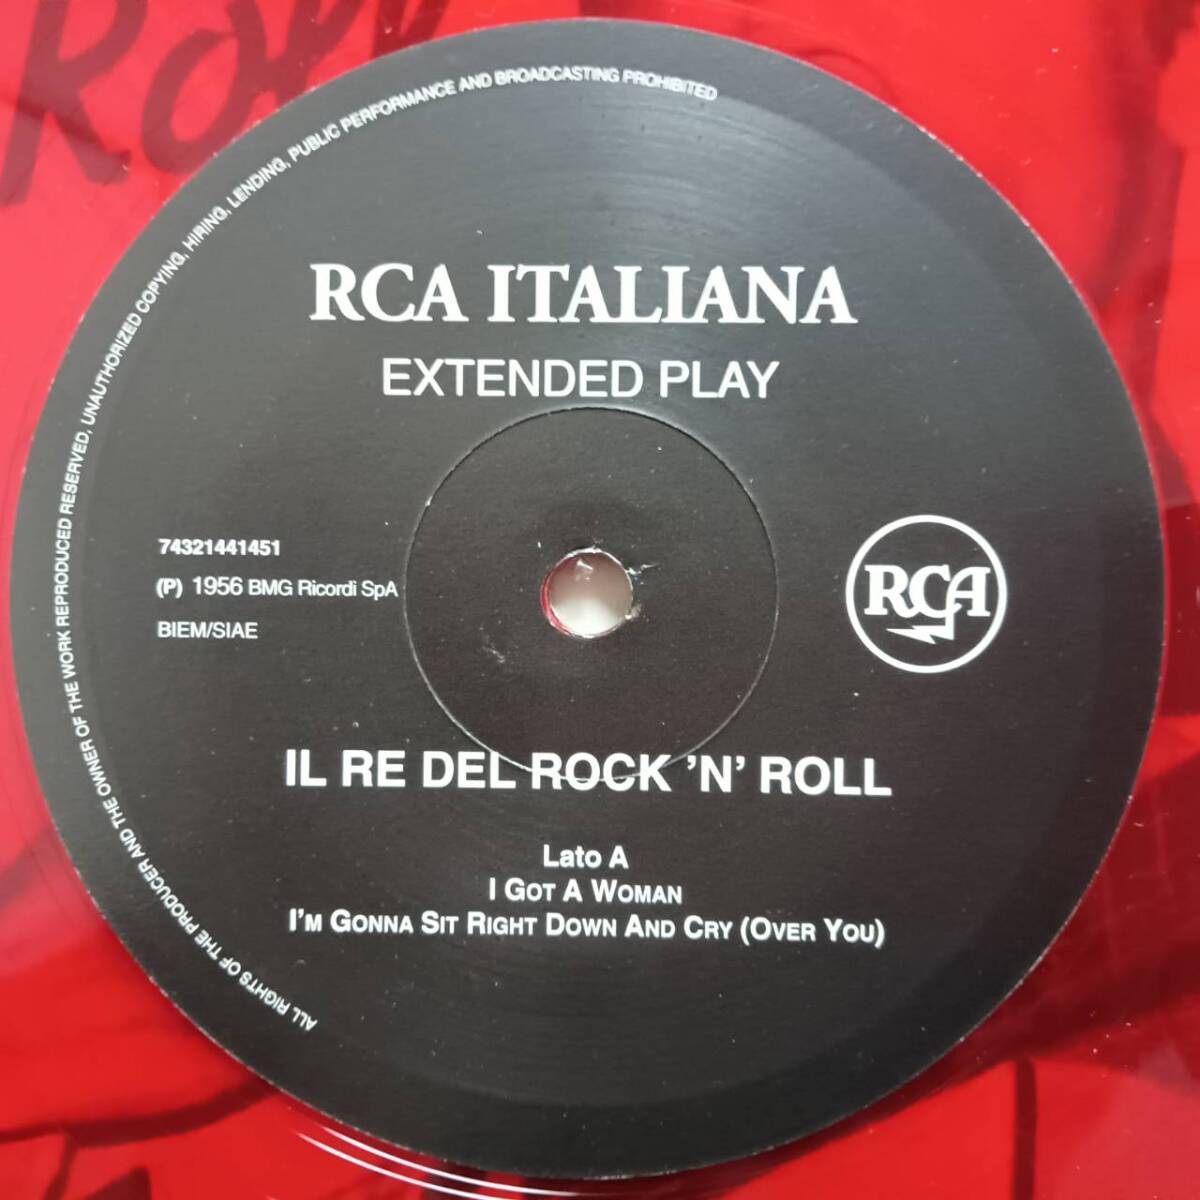 Roll
ALL RIGHTS OF THE PRODUCER AND THE OWNER OF THE WORK REPRODUCED RESERVED, UNAUTHORIZED COPYING, HIRING, LENDING, PUBLIC PERFORMANCE AND BROADCASTING PROHIBITED
RCA ITALIANA
EXTENDED PLAY
74321441451
(P) 1956 BMG Ricordi SpA
BIEM/SIAE
RCA
IL RE DEL ROCK 'N' ROLL
Lato A
I GOT A WOMAN
I'M GONNA SIT RIGHT DOWN AND CRY (OVER YOU)